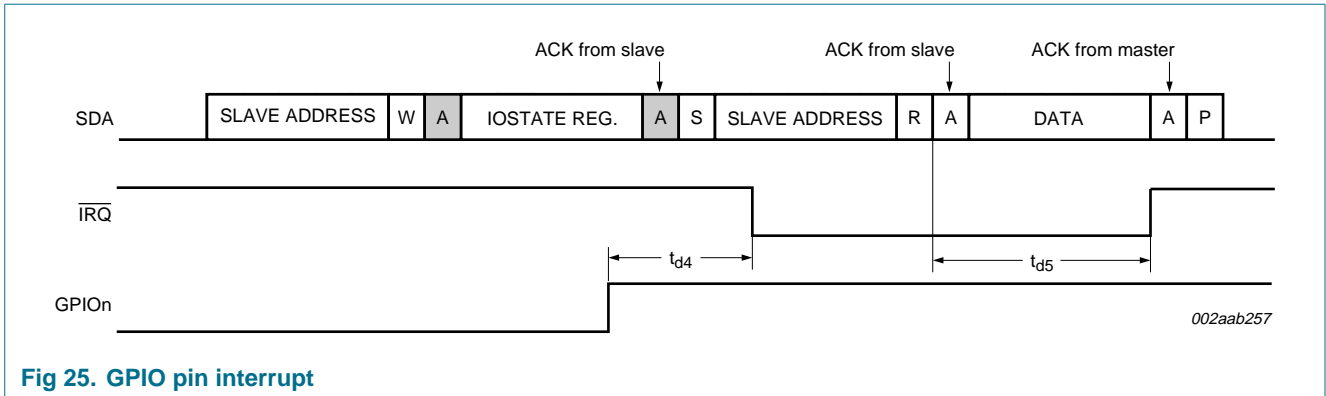 ACK from slave ACK from slave ACK from master
SDA SLAVE ADDRESS W A IOSTATE REG. A S SLAVE ADDRESS R A DATA A P
IRQ
td4 td5
GPIOn
002aab257
Fig 25. GPIO pin interrupt